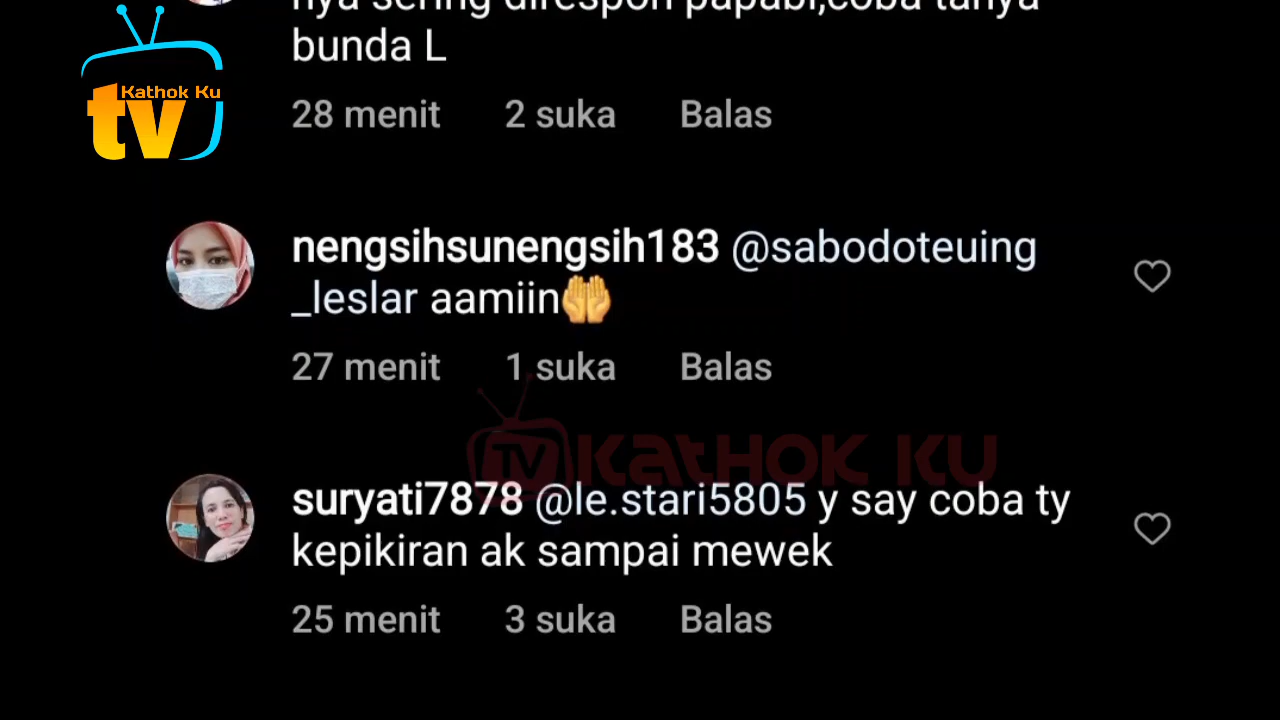 nya sering direspon papabi,coba tanya
bunda L
28 menit 2 suka Balas
Kathok Ku
tv
nengsihsunengsih183 @sabodoteuing
_leslar aamiin🤲
27 menit 1 suka Balas
TV KATHOK KU
suryati7878 @le.stari5805 y say coba ty
kepikiran ak sampai mewek
25 menit 3 suka Balas